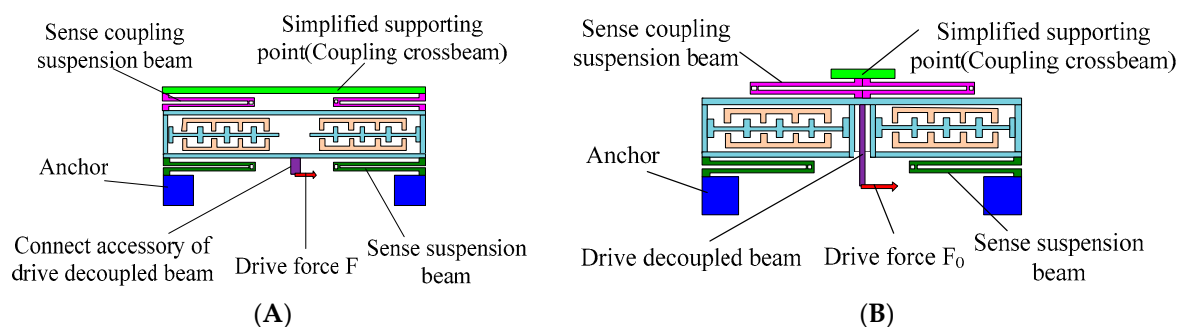 Sense coupling
suspension beam
Simplified supporting
point(Coupling crossbeam)
Anchor
Connect accessory of
drive decoupled beam
Drive force F
Sense suspension
beam
(A)
Sense coupling
suspension beam
Simplified supporting
point(Coupling crossbeam)
Anchor
Drive decoupled beam
Drive force F₀
Sense suspension
beam
(B)